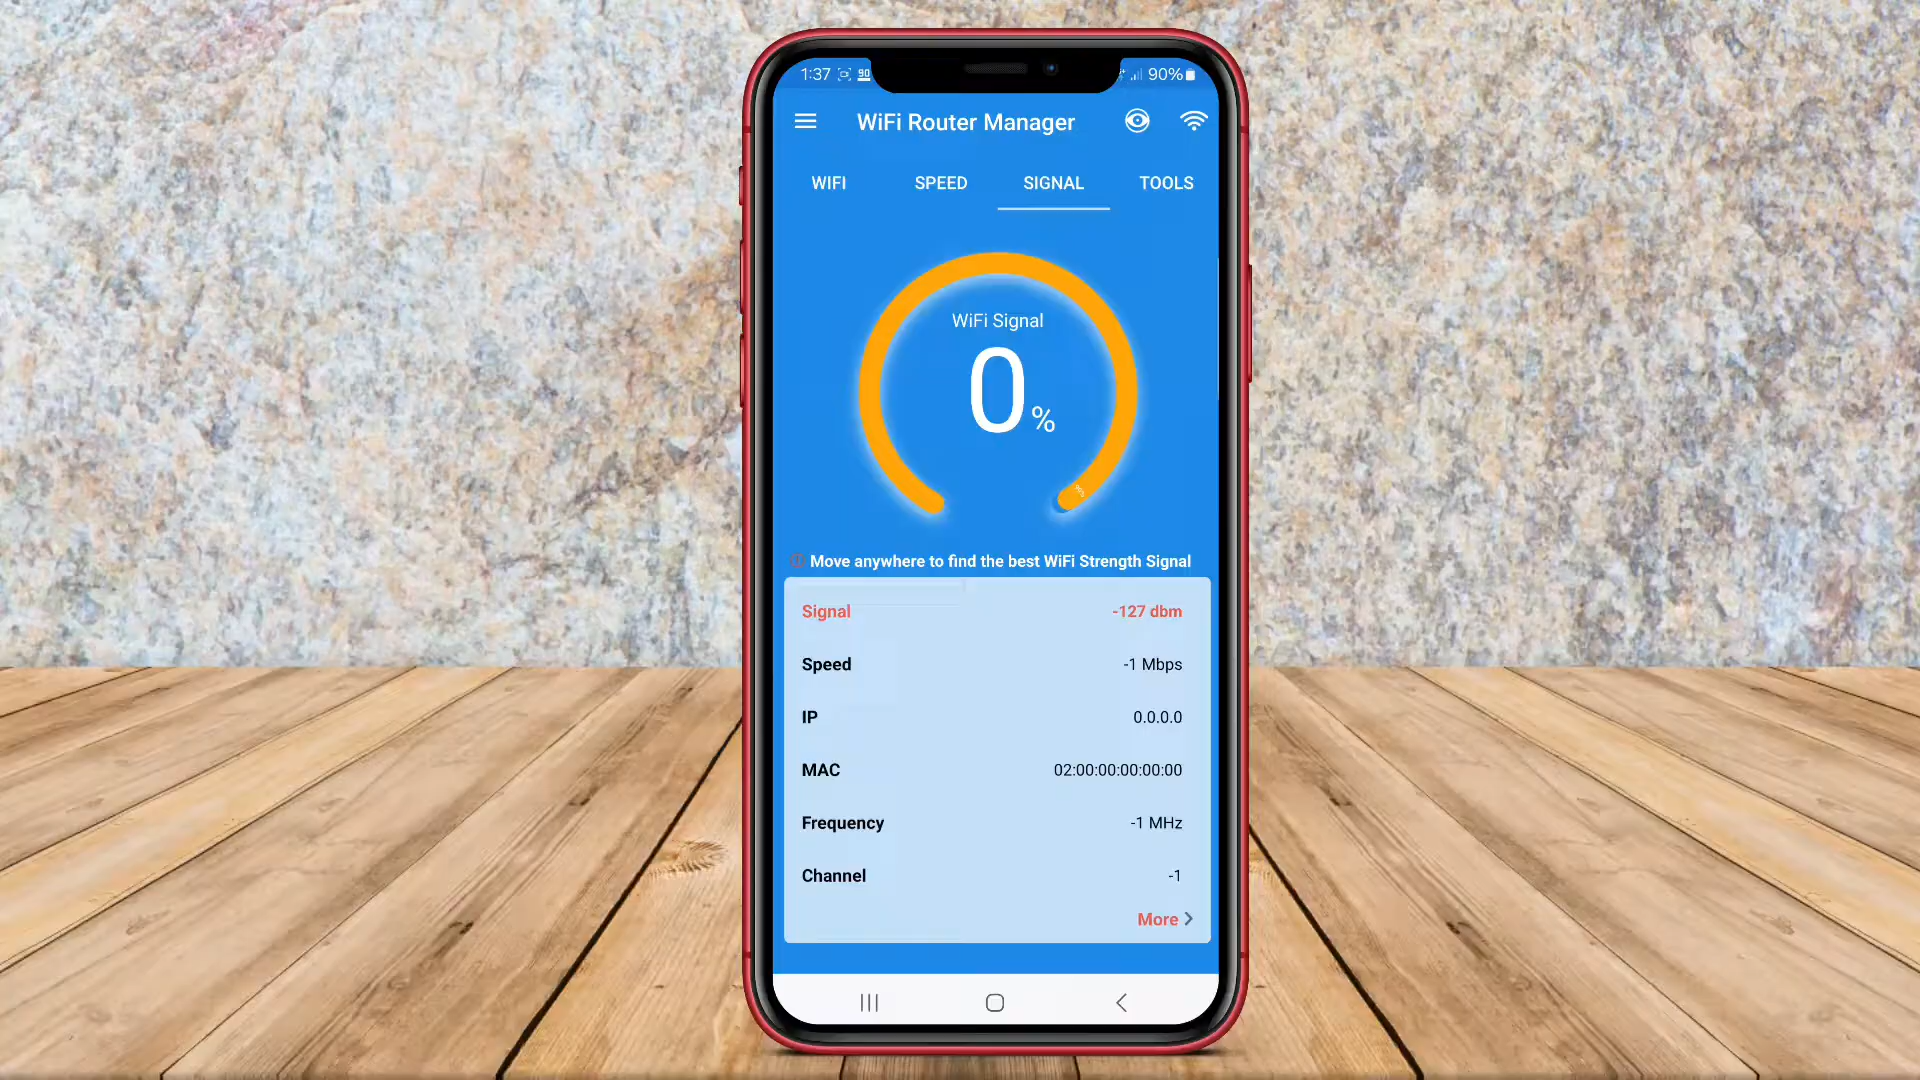 1:37 90 90%
WiFi Router Manager
WIFI SPEED SIGNAL TOOLS
WiFi Signal
0%
Move anywhere to find the best WiFi Strength Signal
Signal -127 dbm
Speed -1 Mbps
IP 0.0.0.0
MAC 02:00:00:00:00:00
Frequency -1 MHz
Channel -1
More